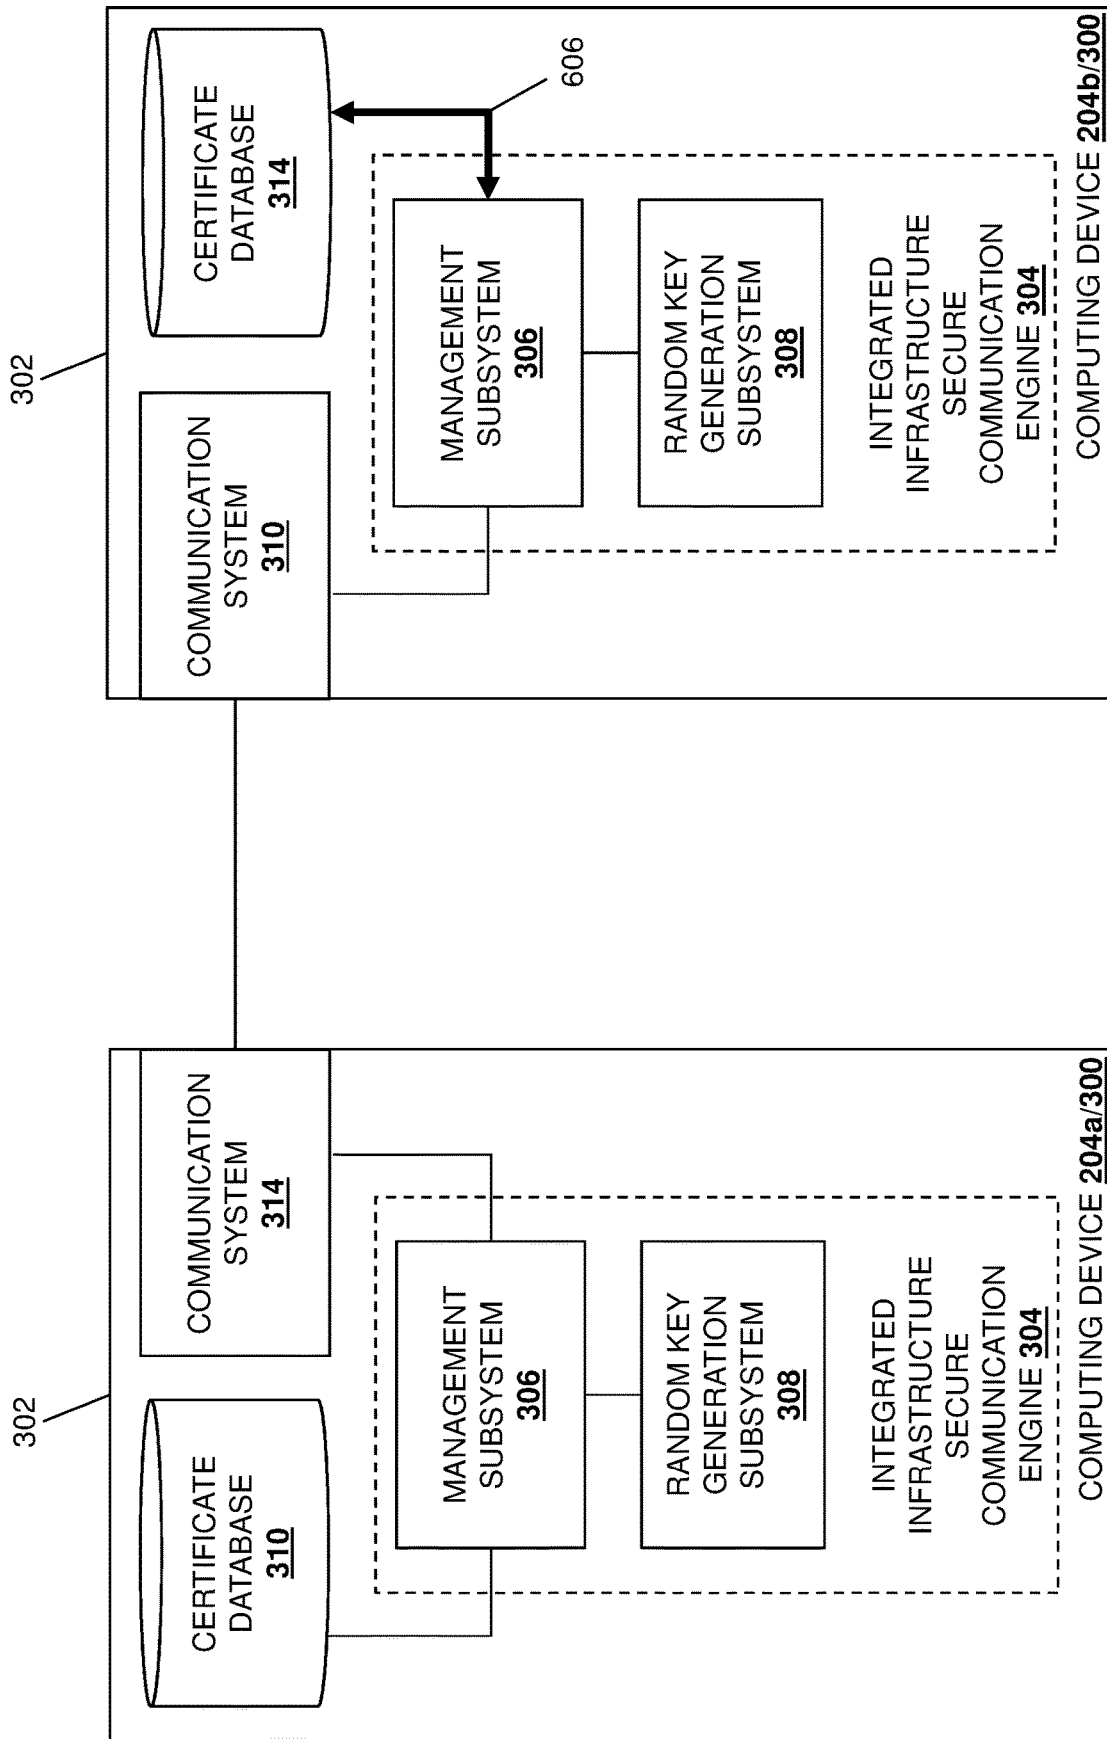 302
CERTIFICATE
DATABASE
310
COMMUNICATION
SYSTEM
314
MANAGEMENT
SUBSYSTEM
306
RANDOM KEY
GENERATION
SUBSYSTEM
308
INTEGRATED
INFRASTRUCTURE
SECURE
COMMUNICATION
ENGINE 304
COMPUTING DEVICE 204a/300
302
COMMUNICATION
SYSTEM
310
CERTIFICATE
DATABASE
314
606
MANAGEMENT
SUBSYSTEM
306
RANDOM KEY
GENERATION
SUBSYSTEM
308
INTEGRATED
INFRASTRUCTURE
SECURE
COMMUNICATION
ENGINE 304
COMPUTING DEVICE 204b/300